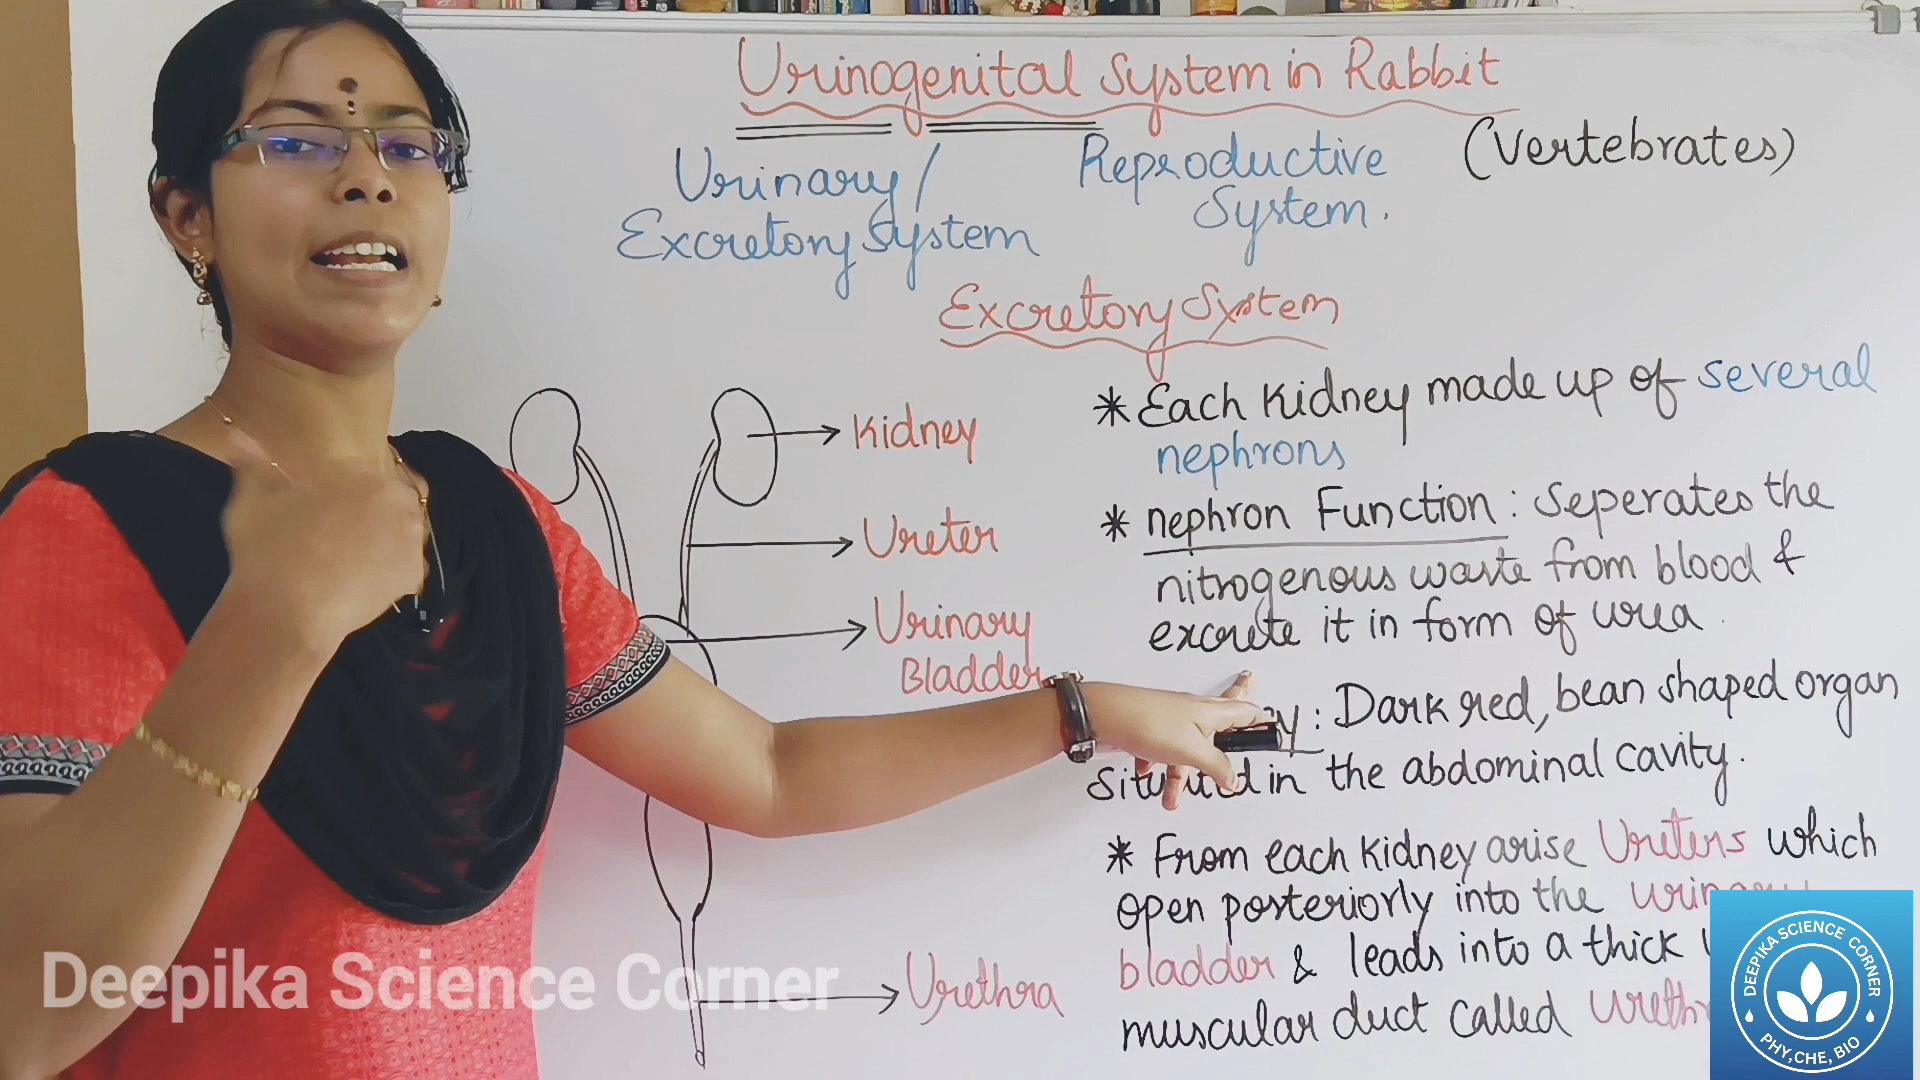 Urinogenital System in Rabbit
Urinary /
Excretory System
Reproductive
System.
(Vertebrates)
Excretory System
Kidney
Ureter
Urinary
Bladder
Urethra
* Each Kidney made up of several
nephrons
* nephron Function : Seperates the
nitrogenous waste from blood &
excrete it in form of urea.
: Dark red, bean shaped organ
in the abdominal cavity.
* From each kidney arise Ureters which
open posteriorly into the
bladder & leads into a thick
muscular duct called
Deepika Science Corner
DEEPIKA SCIENCE CORNER
PHY, CHE, BIO